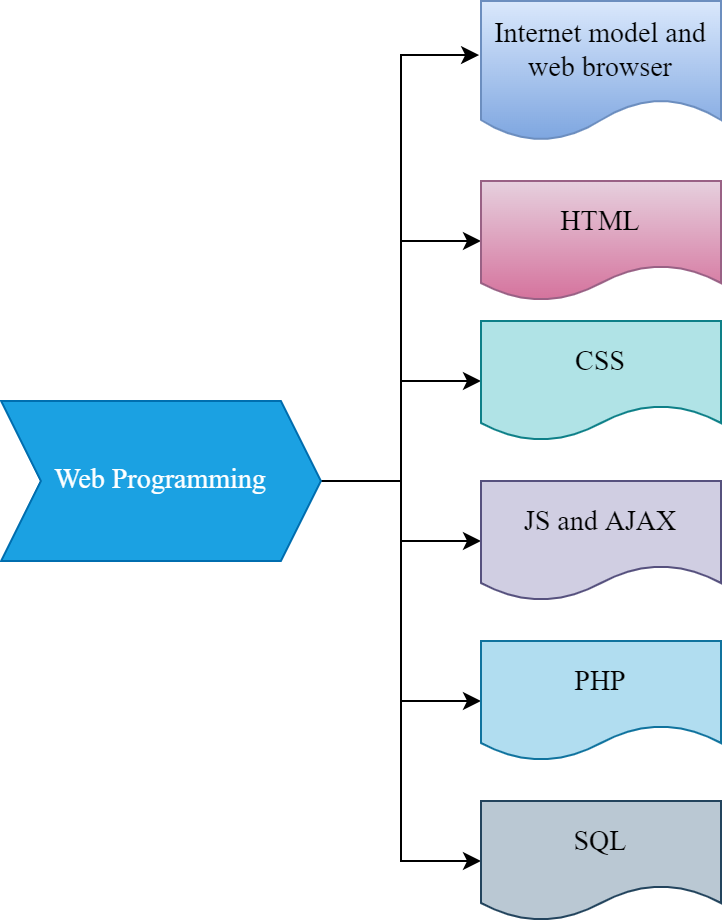 Internet model and
web browser
HTML
CSS
Web Programming
JS and AJAX
PHP
SQL